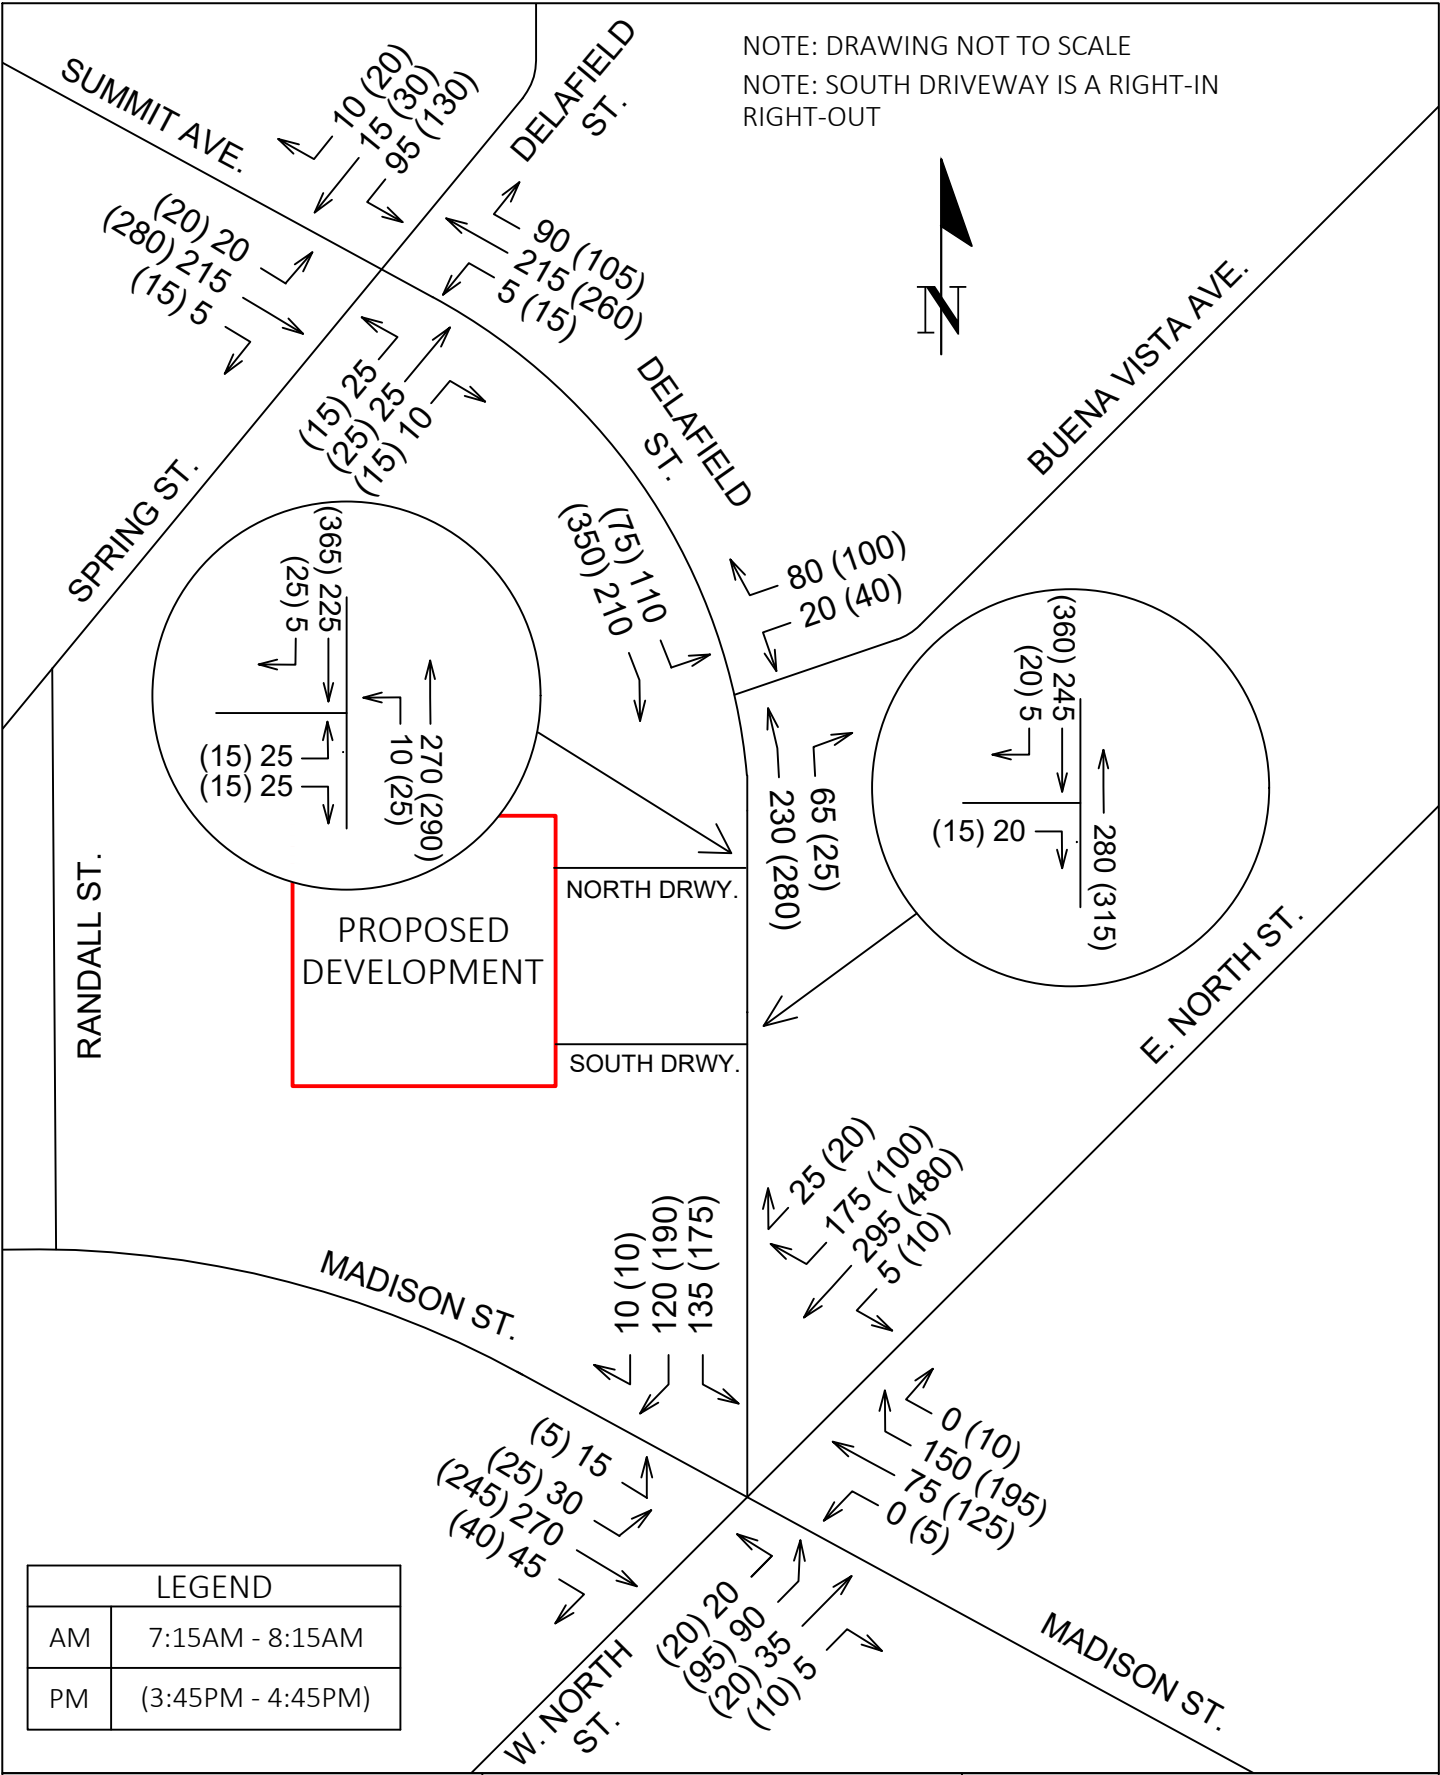 NOTE: DRAWING NOT TO SCALE
NOTE: SOUTH DRIVEWAY IS A RIGHT-IN
RIGHT-OUT
N
SUMMIT AVE.
10 (20)
15 (30)
95 (130)
DELAFIELD
ST.
(20) 20
(280) 215
(15) 5
90 (105)
215 (260)
5 (15)
(15) 25
(25) 25
(15) 10
SPRING ST.
DELAFIELD
ST.
BUENA VISTA AVE.
(75) 110
(350) 210
80 (100)
20 (40)
(365) 225
(25) 5
(15) 25
(15) 25
270 (290)
10 (25)
65 (25)
230 (280)
(360) 245
(20) 5
(15) 20
280 (315)
NORTH DRWY.
PROPOSED
DEVELOPMENT
SOUTH DRWY.
RANDALL ST.
E. NORTH ST.
MADISON ST.
10 (10)
120 (190)
135 (175)
25 (20)
175 (100)
295 (480)
5 (10)
0 (10)
150 (195)
75 (125)
0 (5)
(5) 15
(25) 30
(245) 270
(40) 45
(20) 20
(95) 90
(20) 35
(10) 5
W. NORTH
ST.
MADISON ST.
LEGEND
AM 7:15AM - 8:15AM
PM (3:45PM - 4:45PM)